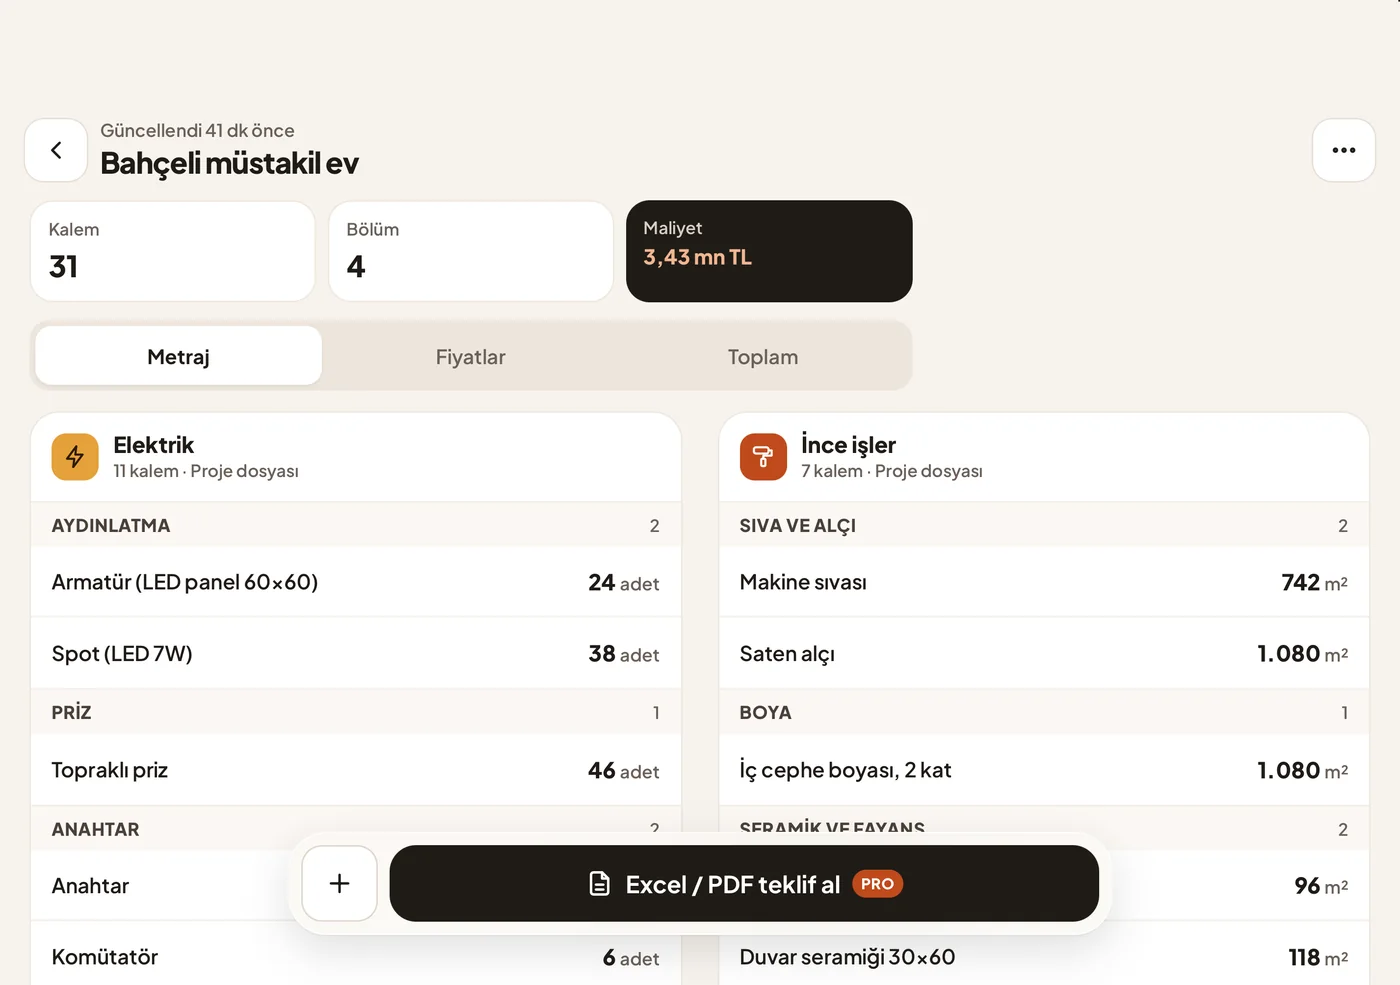 Güncellendi 41 dk önce
Bahçeli müstakil ev
Kalem
31
Bölüm
4
Maliyet
3,43 mn TL
Metraj
Fiyatlar
Toplam
Elektrik
11 kalem · Proje dosyası
AYDINLATMA 2
Armatür (LED panel 60×60) 24 adet
Spot (LED 7W) 38 adet
PRİZ 1
Topraklı priz 46 adet
ANAHTAR 2
Anahtar
Komütatör 6 adet
İnce işler
7 kalem · Proje dosyası
SIVA VE ALÇI 2
Makine sıvası 742 m²
Saten alçı 1.080 m²
BOYA 1
İç cephe boyası, 2 kat 1.080 m²
SERAMİK VE FAYANS 2
96 m²
Duvar seramiği 30×60 118 m²
Excel / PDF teklif al PRO